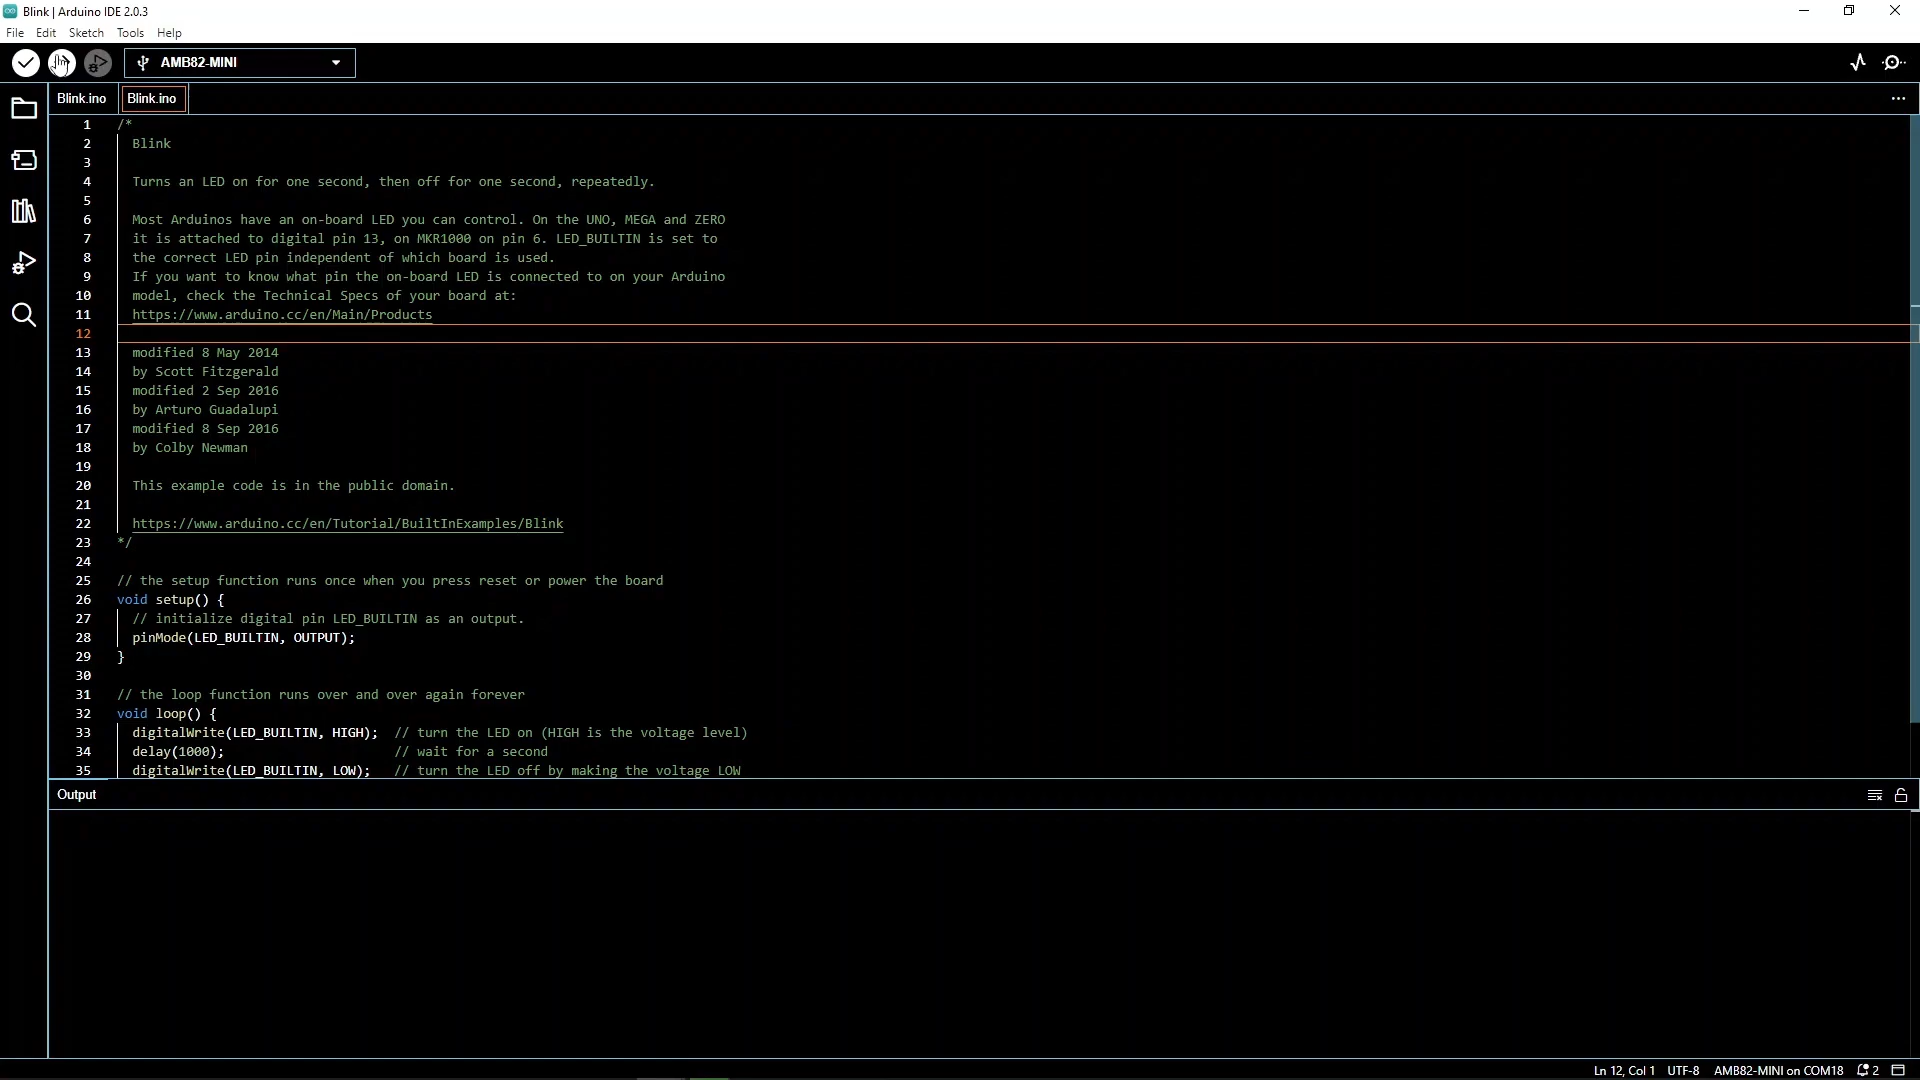 Blink | Arduino IDE 2.0.3
File Edit Sketch Tools Help
AMB82-MINI
Blink.ino Blink.ino
1 /*
2 Blink
3
4 Turns an LED on for one second, then off for one second, repeatedly.
5
6 Most Arduinos have an on-board LED you can control. On the UNO, MEGA and ZERO
7 it is attached to digital pin 13, on MKR1000 on pin 6. LED_BUILTIN is set to
8 the correct LED pin independent of which board is used.
9 If you want to know what pin the on-board LED is connected to on your Arduino
10 model, check the Technical Specs of your board at:
11 https://www.arduino.cc/en/Main/Products
12
13 modified 8 May 2014
14 by Scott Fitzgerald
15 modified 2 Sep 2016
16 by Arturo Guadalupi
17 modified 8 Sep 2016
18 by Colby Newman
19
20 This example code is in the public domain.
21
22 https://www.arduino.cc/en/Tutorial/BuiltInExamples/Blink
23 */
24
25 // the setup function runs once when you press reset or power the board
26 void setup() {
27 // initialize digital pin LED_BUILTIN as an output.
28 pinMode(LED_BUILTIN, OUTPUT);
29 }
30
31 // the loop function runs over and over again forever
32 void loop() {
33 digitalWrite(LED_BUILTIN, HIGH); // turn the LED on (HIGH is the voltage level)
34 delay(1000); // wait for a second
35 digitalWrite(LED_BUILTIN, LOW); // turn the LED off by making the voltage LOW
Output
Ln 12, Col 1 UTF-8 AMB82-MINI on COM18 2